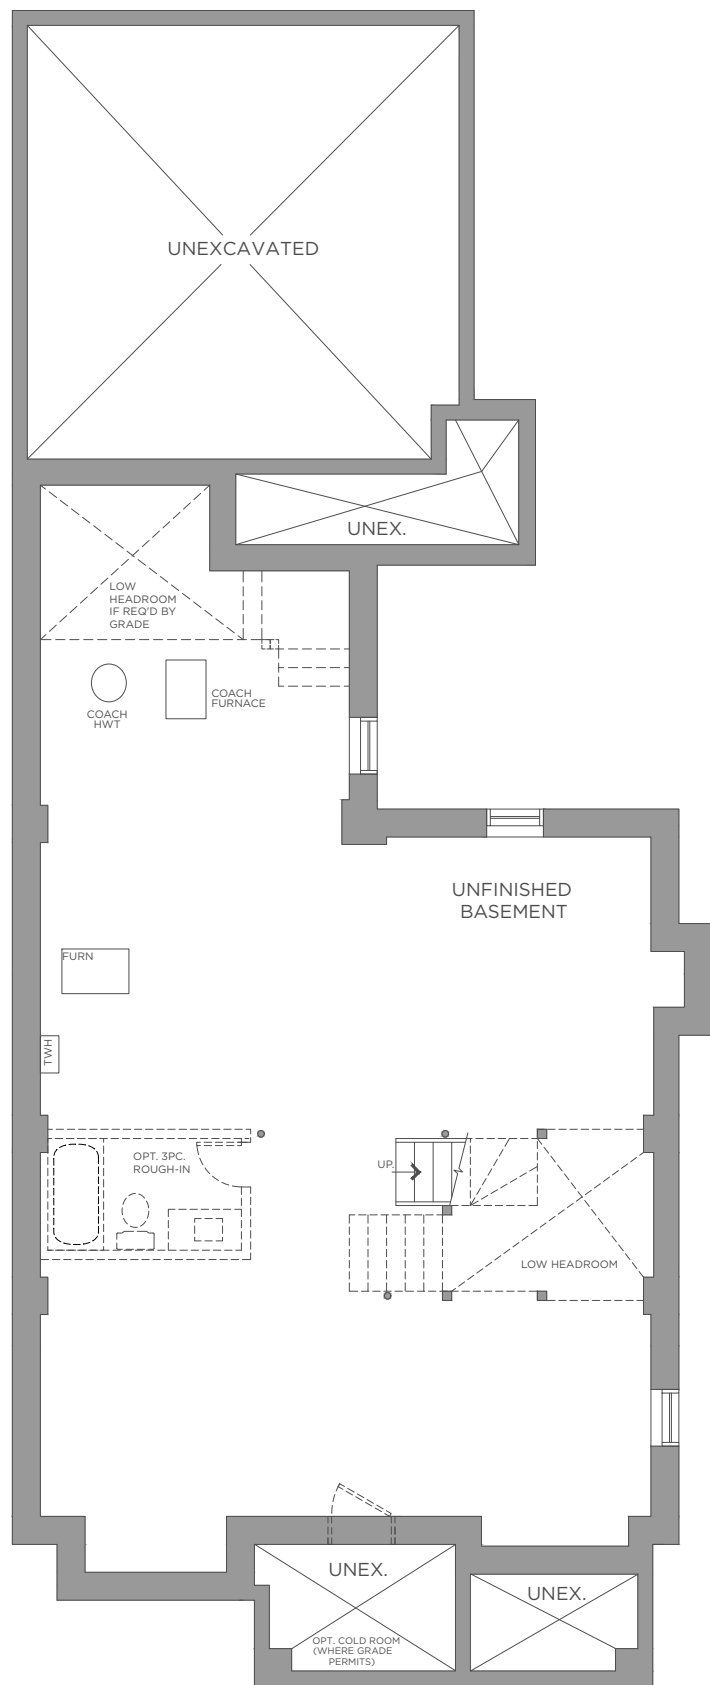 UNEXCAVATED
UNEX.
LOW
HEADROOM
IF REQ'D BY
GRADE
COACH
HWT
COACH
FURNACE
UNFINISHED
BASEMENT
FURN
TWH
OPT. 3PC.
ROUGH-IN
UP
LOW HEADROOM
UNEX.
OPT. COLD ROOM
(WHERE GRADE
PERMITS)
UNEX.